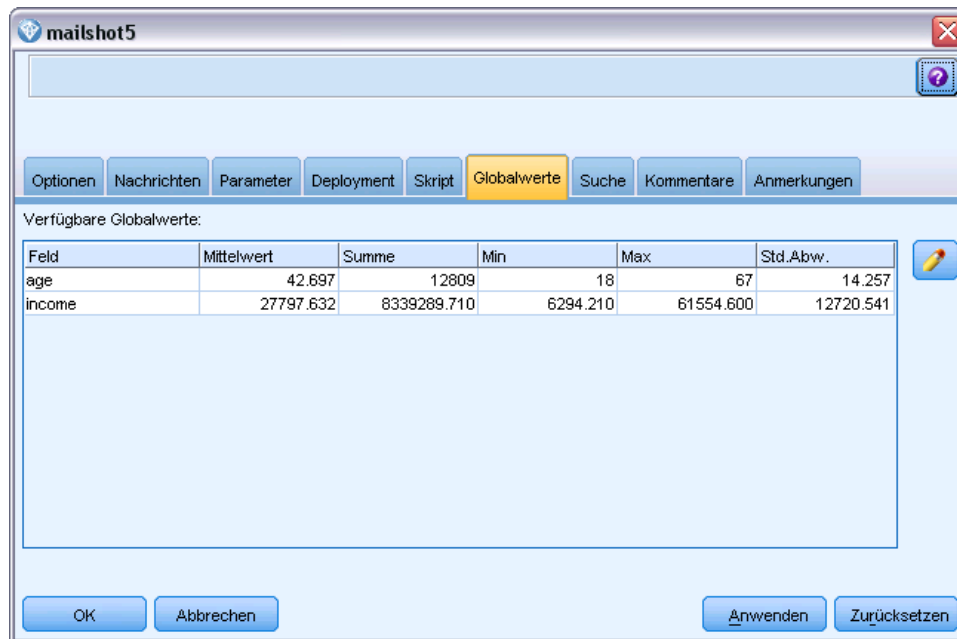 mailshot5
Optionen Nachrichten Parameter Deployment Skript Globalwerte Suche Kommentare Anmerkungen
Verfügbare Globalwerte:
Feld Mittelwert Summe Min Max Std.Abw.
age 42.697 12809 18 67 14.257
income 27797.632 8339289.710 6294.210 61554.600 12720.541
OK Abbrechen Anwenden Zurücksetzen